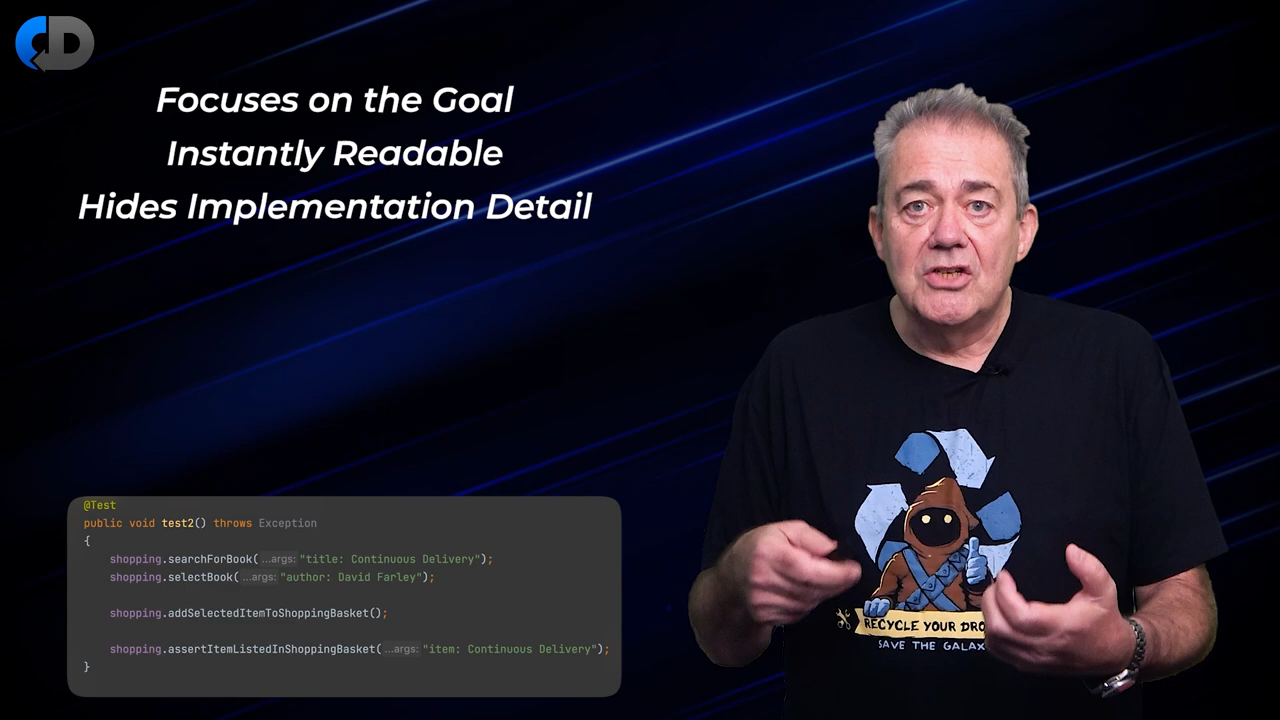 CD
Focuses on the Goal
Instantly Readable
Hides Implementation Detail
@Test
public void test2() throws Exception
{
shopping.searchForBook( ...args: "title: Continuous Delivery");
shopping.selectBook( ...args: "author: David Farley");
shopping.addSelectedItemToShoppingBasket();
shopping.assertItemListedInShoppingBasket( ...args: "item: Continuous Delivery");
}
RECYCLE YOUR DRO
SAVE THE GALAX